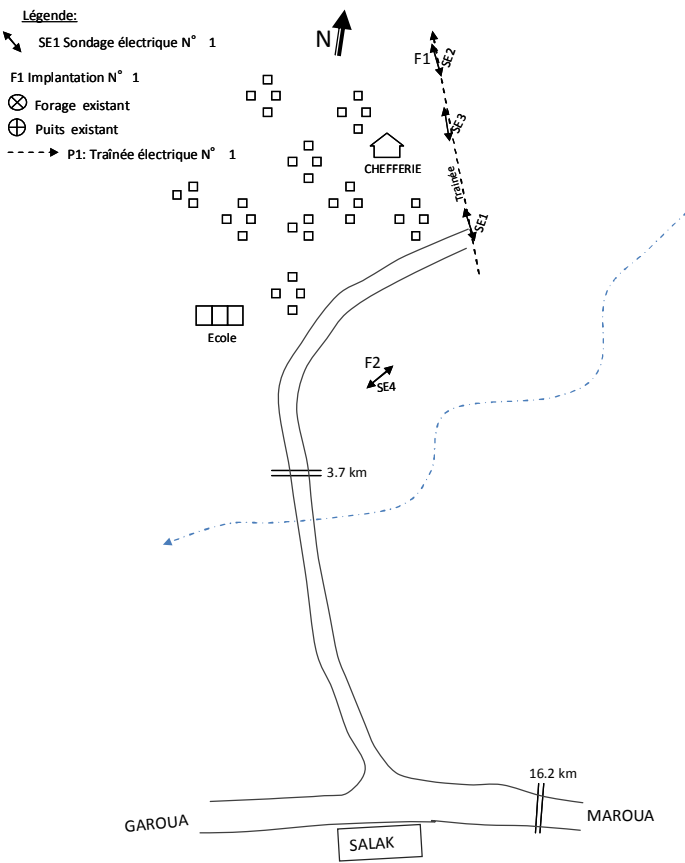 Légende:
SE1 Sondage électrique N° 1
F1 Implantation N° 1
Forage existant
Puits existant
P1: Traînée électrique N° 1
N
F1
SE2
SE3
CHEFFERIE
Traînée
SE1
Ecole
F2
SE4
3.7 km
16.2 km
GAROUA
MAROUA
SALAK